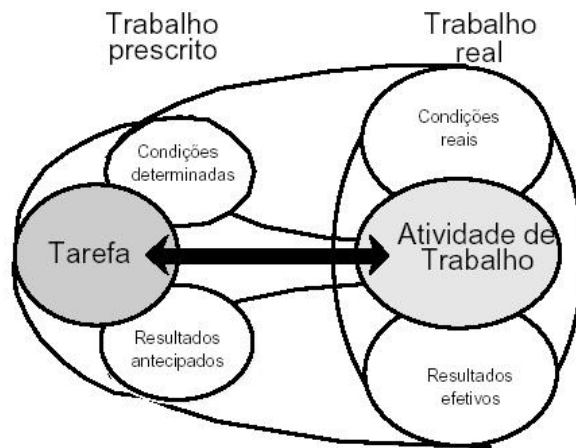 Trabalho
prescrito
Trabalho
real
Condições
determinadas
Condições
reais
Tarefa
Atividade de
Trabalho
Resultados
antecipados
Resultados
efetivos